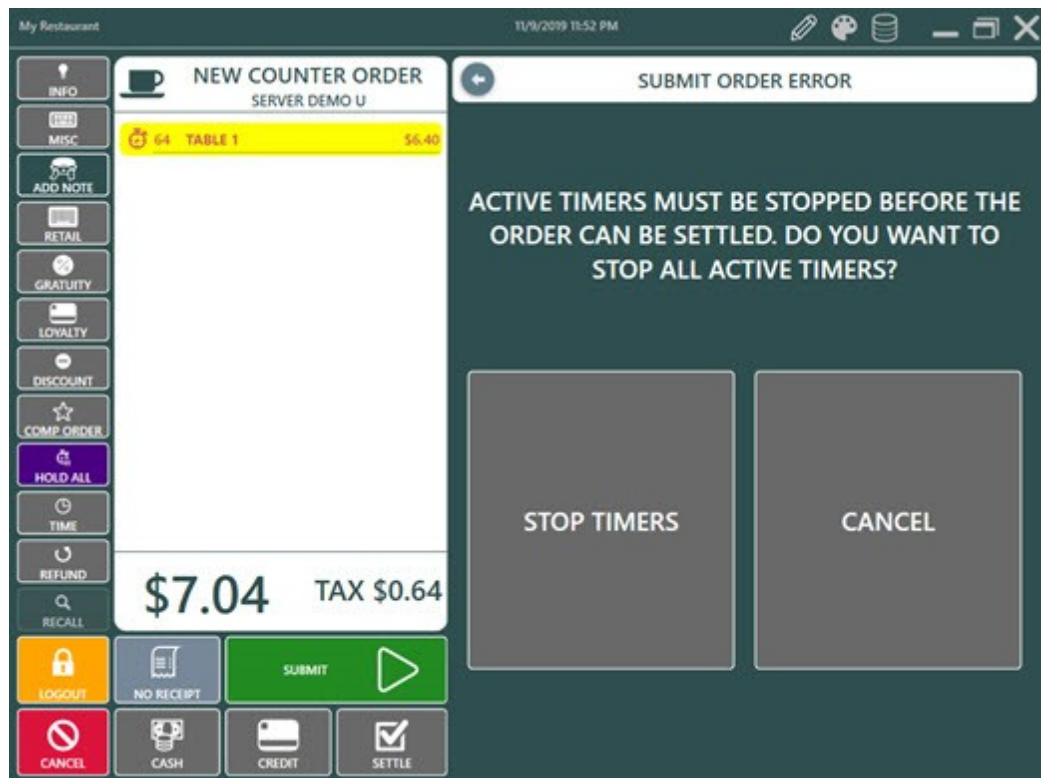 My Restaurant
11/9/2019 11:52 PM
INFO
MISC
ADD NOTE
RETAIL
GRATUITY
LOYALTY
DISCOUNT
COMP ORDER
HOLD ALL
TIME
REFUND
RECALL
LOGOUT
CANCEL
NEW COUNTER ORDER
SERVER DEMO U
64 TABLE 1 $6.40
$7.04 TAX $0.64
NO RECEIPT
SUBMIT
CASH
CREDIT
SETTLE
SUBMIT ORDER ERROR
ACTIVE TIMERS MUST BE STOPPED BEFORE THE
ORDER CAN BE SETTLED. DO YOU WANT TO
STOP ALL ACTIVE TIMERS?
STOP TIMERS
CANCEL